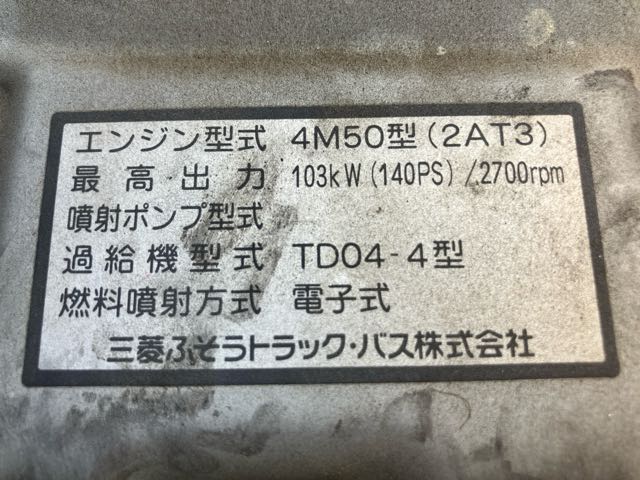 エンジン型式 4M50型(2AT3)
最高出力 103kW(140PS)/2700rpm
噴射ポンプ型式
過給機型式 TD04-4型
燃料噴射方式 電子式
三菱ふそうトラック・バス株式会社